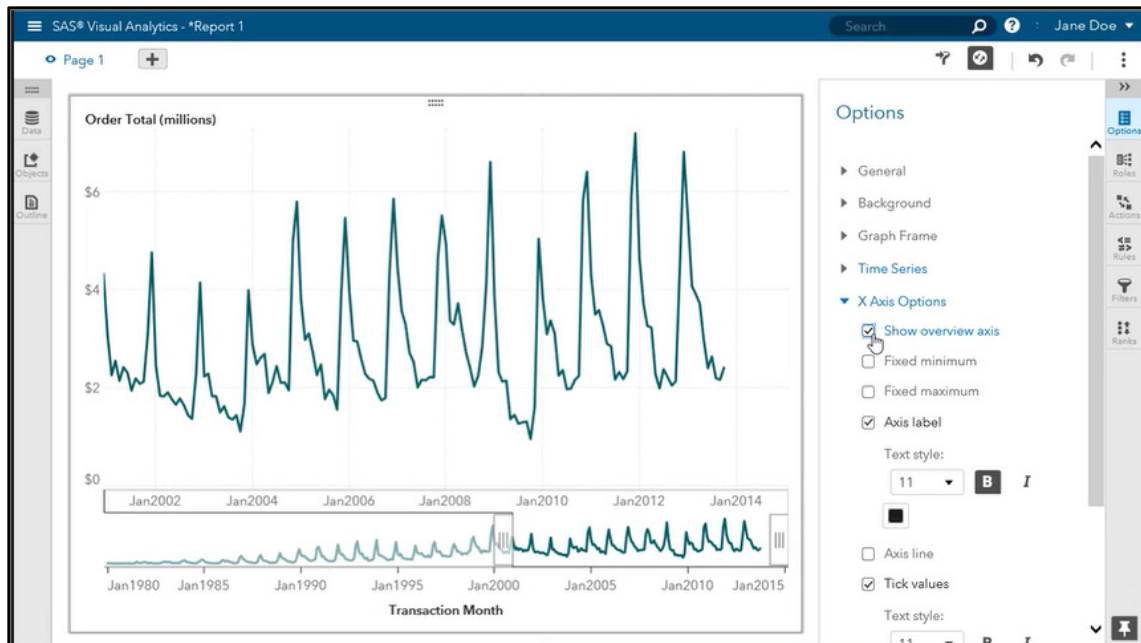 SAS® Visual Analytics - *Report 1
Search
?
Jane Doe
Page 1
+
Data
Objects
Outline
Order Total (millions)
$6
$4
$2
$0
Jan2002 Jan2004 Jan2006 Jan2008 Jan2010 Jan2012 Jan2014
Jan1980 Jan1985 Jan1990 Jan1995 Jan2000 Jan2005 Jan2010 Jan2015
Transaction Month
Options
General
Background
Graph Frame
Time Series
X Axis Options
Show overview axis
Fixed minimum
Fixed maximum
Axis label
Text style:
11 B I
Axis line
Tick values
Text style:
11 B I
Options
Roles
Actions
Rules
Filters
Ranks